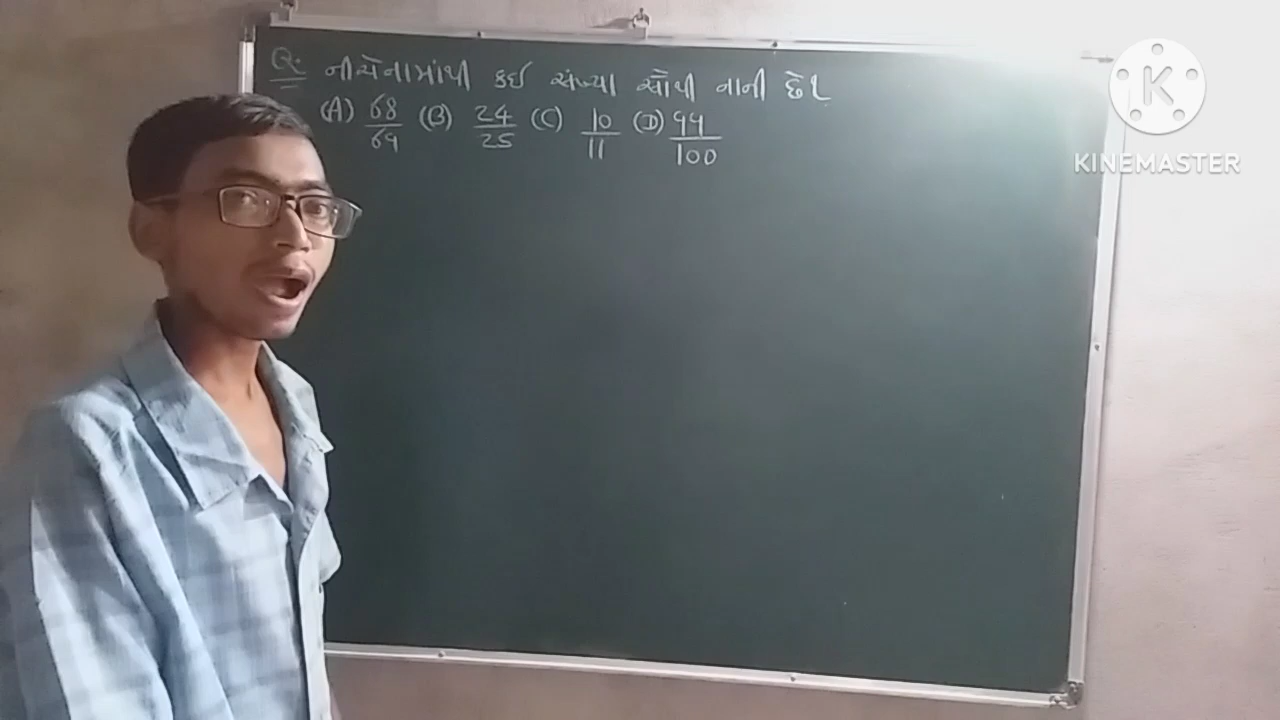 Q. નીચેનામાંથી કઈ સંખ્યા સૌથી નાની છે?
(A) 68/69 (B) 24/25 (C) 10/11 (D) 99/100
KINEMASTER